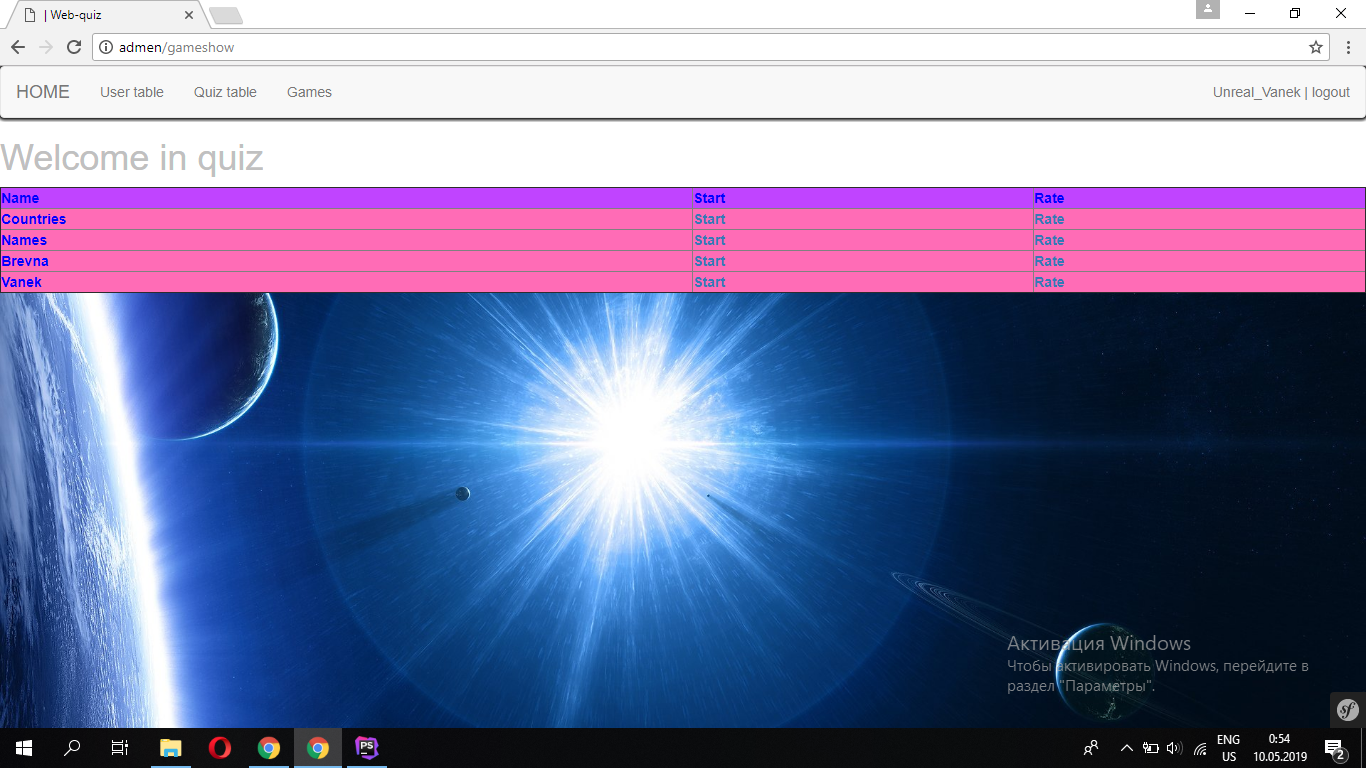 | Web-quiz
admen/gameshow
HOME User table Quiz table Games Unreal_Vanek | logout
Welcome in quiz
Name Start Rate
Countries Start Rate
Names Start Rate
Brevna Start Rate
Vanek Start Rate
Активация Windows
Чтобы активировать Windows, перейдите в
раздел "Параметры".
sf
PS
ENG
US
0:54
10.05.2019
2